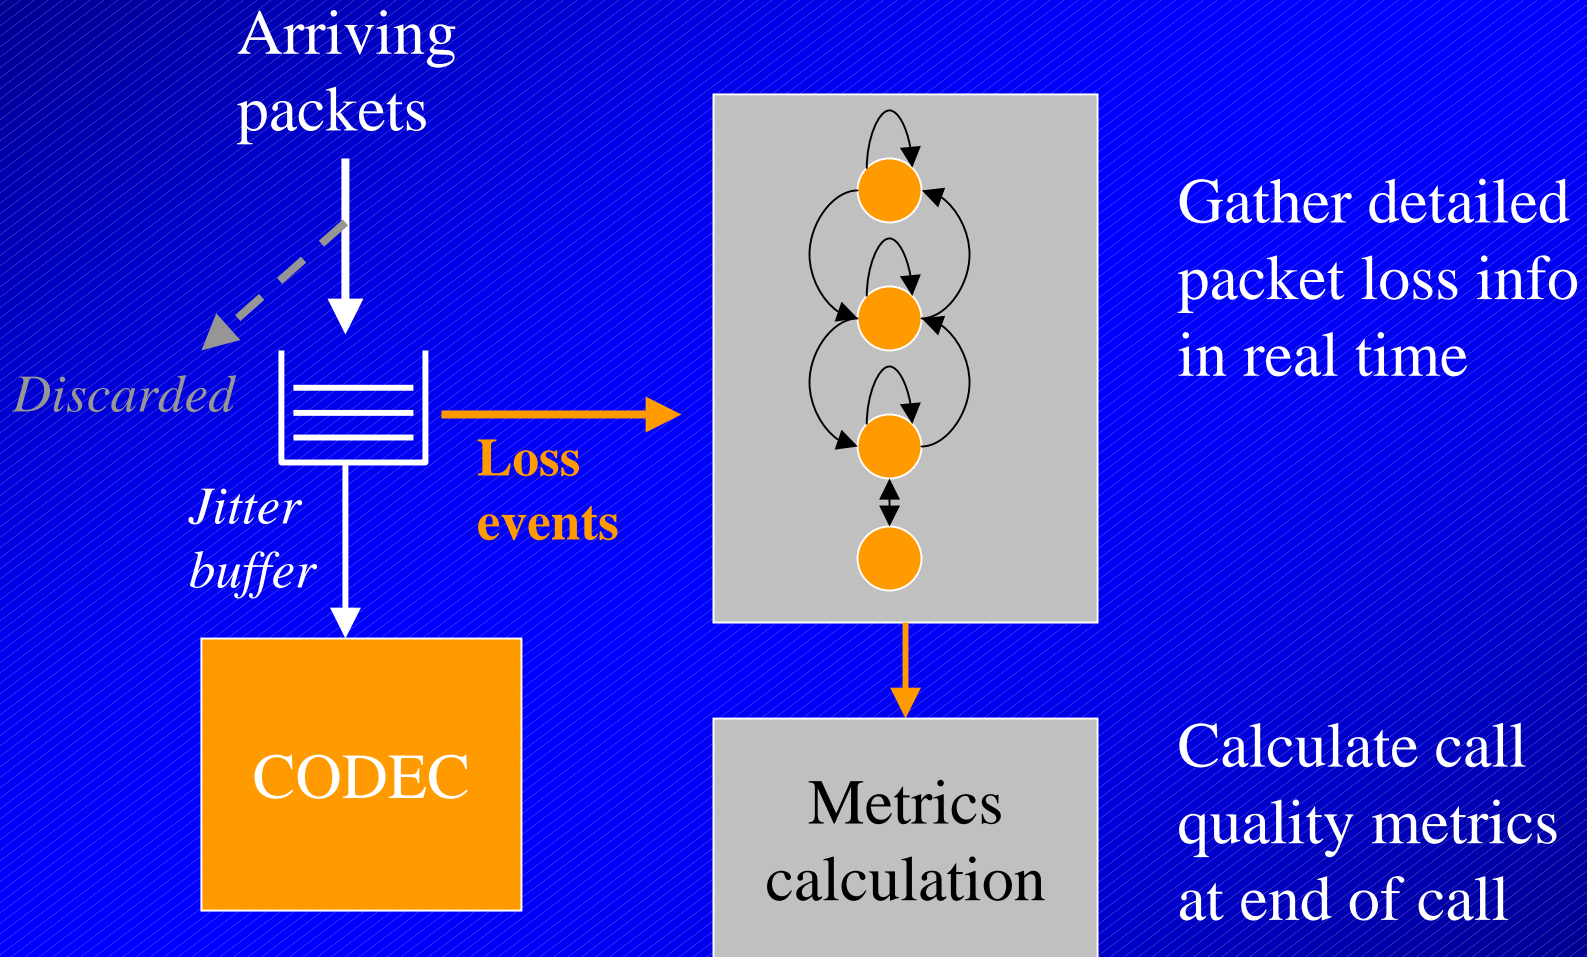 Arriving
packets
Discarded
Jitter
buffer
Loss
events
CODEC
Gather detailed
packet loss info
in real time
Metrics
calculation
Calculate call
quality metrics
at end of call